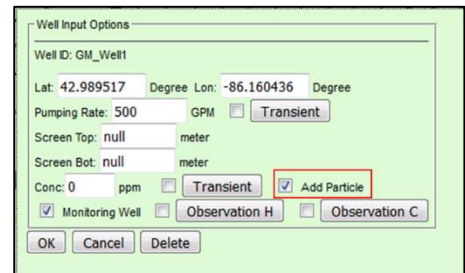 Well Input Options
Well ID: GM_Well1
Lat: 42.989517 Degree Lon: -86.160436 Degree
Pumping Rate: 500 GPM Transient
Screen Top: null meter
Screen Bot: null meter
Conc: 0 ppm Transient Add Particle
Monitoring Well Observation H Observation C
OK Cancel Delete